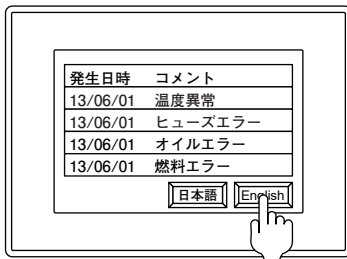 発生日時 コメント
13/06/01 温度異常
13/06/01 ヒューズエラー
13/06/01 オイルエラー
13/06/01 燃料エラー
日本語 English